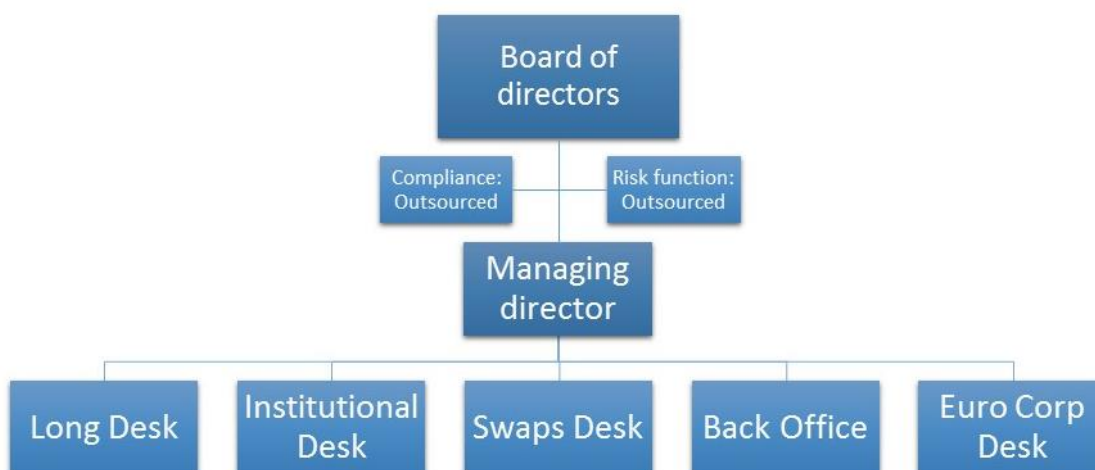 Board of
directors
Compliance:
Outsourced
Risk function:
Outsourced
Managing
director
Long Desk
Institutional
Desk
Swaps Desk
Back Office
Euro Corp
Desk